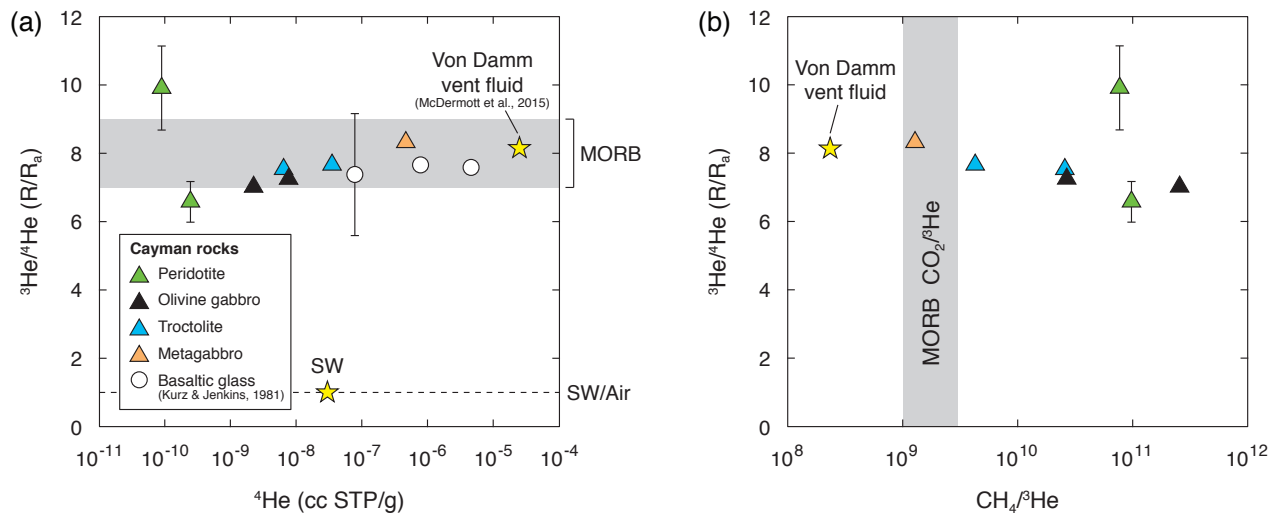 (a)
12
10
8
6
4
2
0
³He/⁴He (R/Rₐ)
Von Damm
vent fluid
(McDermott et al., 2015)
MORB
Cayman rocks
Peridotite
Olivine gabbro
Troctolite
Metagabbro
Basaltic glass
(Kurz & Jenkins, 1981)
SW
SW/Air
10⁻¹¹ 10⁻¹⁰ 10⁻⁹ 10⁻⁸ 10⁻⁷ 10⁻⁶ 10⁻⁵ 10⁻⁴
⁴He (cc STP/g)
(b)
12
10
8
6
4
2
0
³He/⁴He (R/Rₐ)
Von Damm
vent fluid
MORB CO₂/³He
10⁸ 10⁹ 10¹⁰ 10¹¹ 10¹²
CH₄/³He